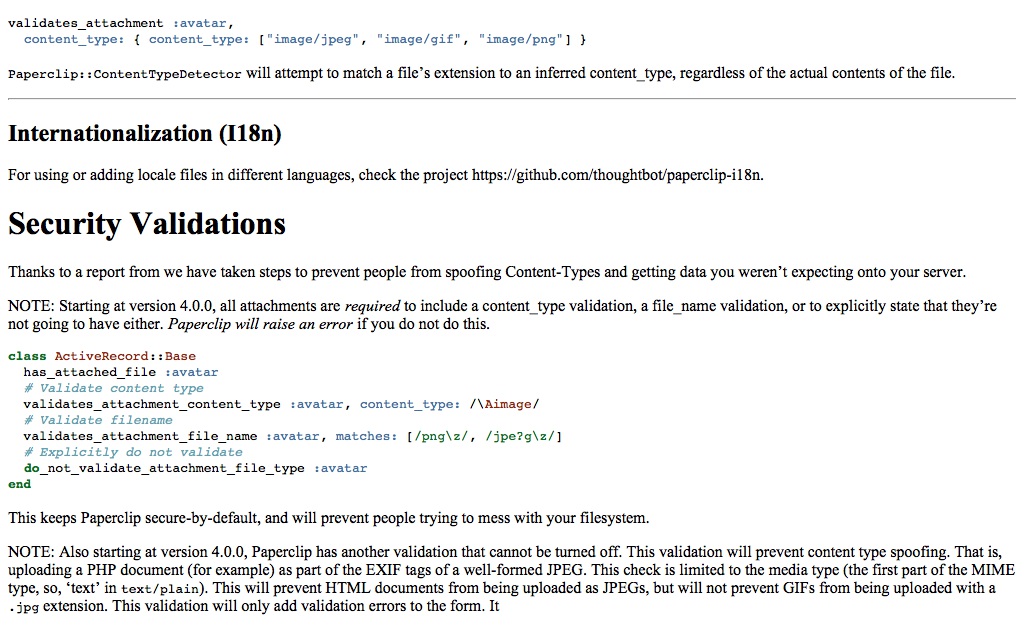 validates_attachment :avatar,
  content_type: { content_type: ["image/jpeg", "image/gif", "image/png"] }
Paperclip::ContentTypeDetector will attempt to match a file’s extension to an inferred content_type, regardless of the actual contents of the file.
Internationalization (I18n)
For using or adding locale files in different languages, check the project https://github.com/thoughtbot/paperclip-i18n.
Security Validations
Thanks to a report from we have taken steps to prevent people from spoofing Content-Types and getting data you weren’t expecting onto your server.
NOTE: Starting at version 4.0.0, all attachments are required to include a content_type validation, a file_name validation, or to explicitly state that they’re
not going to have either. Paperclip will raise an error if you do not do this.
class ActiveRecord::Base
  has_attached_file :avatar
  # Validate content type
  validates_attachment_content_type :avatar, content_type: /\Aimage/
  # Validate filename
  validates_attachment_file_name :avatar, matches: [/png\z/, /jpe?g\z/]
  # Explicitly do not validate
  do_not_validate_attachment_file_type :avatar
end
This keeps Paperclip secure-by-default, and will prevent people trying to mess with your filesystem.
NOTE: Also starting at version 4.0.0, Paperclip has another validation that cannot be turned off. This validation will prevent content type spoofing. That is,
uploading a PHP document (for example) as part of the EXIF tags of a well-formed JPEG. This check is limited to the media type (the first part of the MIME
type, so, ‘text’ in text/plain). This will prevent HTML documents from being uploaded as JPEGs, but will not prevent GIFs from being uploaded with a
.jpg extension. This validation will only add validation errors to the form. It